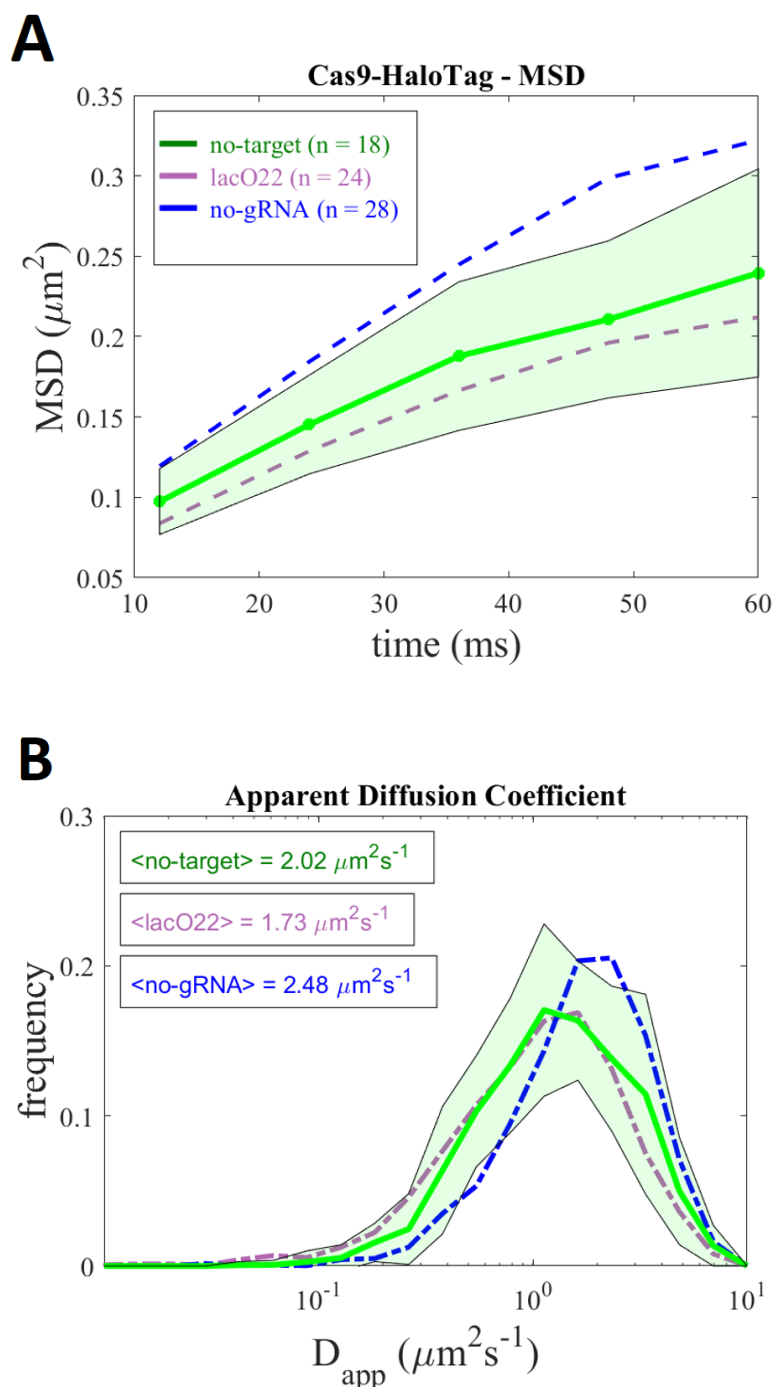 A
Cas9-HaloTag - MSD
0.35
no-target (n = 18)
0.3
lacO22 (n = 24)
no-gRNA (n = 28)
0.25
MSD (μm²)
0.2
0.15
0.1
0.05
10 20 30 40 50 60
time (ms)
B
Apparent Diffusion Coefficient
0.3
<no-target> = 2.02 μm²s⁻¹
<lacO22> = 1.73 μm²s⁻¹
0.2
<no-gRNA> = 2.48 μm²s⁻¹
frequency
0.1
0
10⁻¹ 10⁰ 10¹
D_app (μm²s⁻¹)